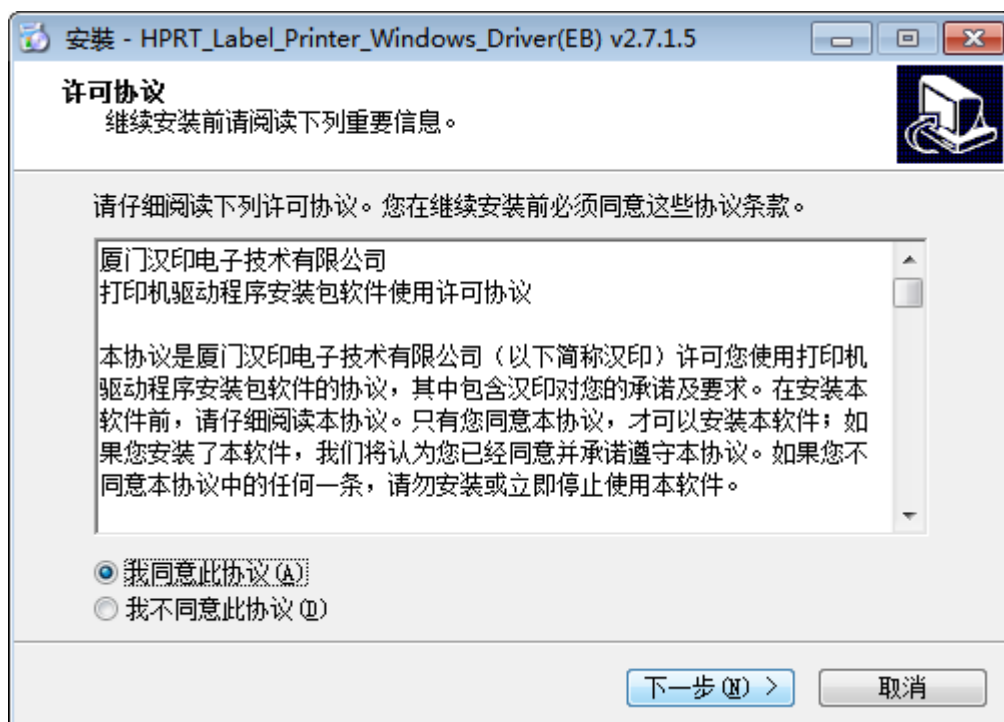 安裝 - HPRT_Label_Printer_Windows_Driver(EB) v2.7.1.5
许可协议
继续安装前请阅读下列重要信息。
请仔细阅读下列许可协议。您在继续安装前必须同意这些协议条款。
厦门汉印电子技术有限公司
打印机驱动程序安装包软件使用许可协议
本协议是厦门汉印电子技术有限公司（以下简称汉印）许可您使用打印机
驱动程序安装包软件的协议，其中包含汉印对您的承诺及要求。在安装本
软件前，请仔细阅读本协议。只有您同意本协议，才可以安装本软件；如
果您安装了本软件，我们将认为您已经同意并承诺遵守本协议。如果您不
同意本协议中的任何一条，请勿安装或立即停止使用本软件。
我同意此协议(A)
我不同意此协议(D)
下一步(N) >
取消